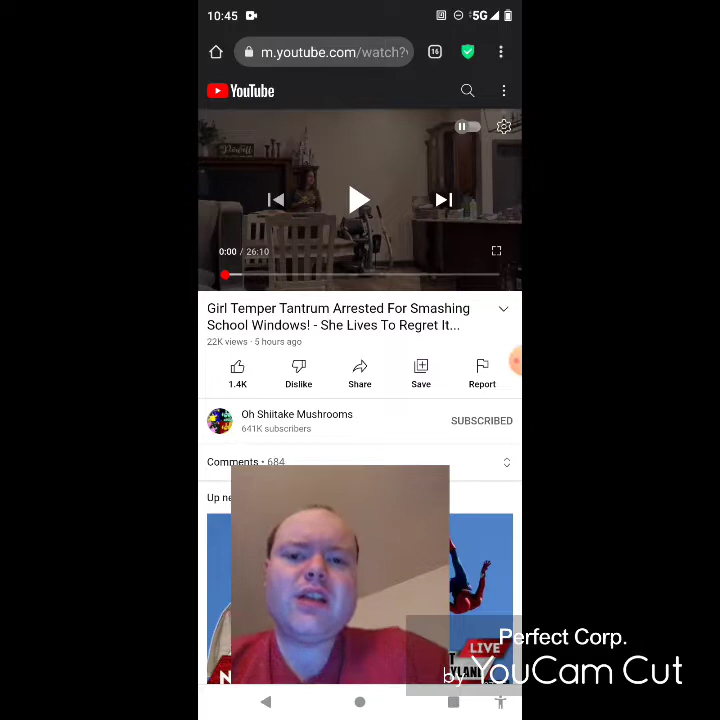 10:45
5G
m.youtube.com/watch?v
16
YouTube
0:00 / 26:10
Girl Temper Tantrum Arrested For Smashing
School Windows! - She Lives To Regret It...
22K views · 5 hours ago
1.4K
Dislike
Share
Save
Report
Oh Shiitake Mushrooms
641K subscribers
SUBSCRIBED
Comments • 684
Up ne
LIVE
N
Perfect Corp.
by YouCam Cut